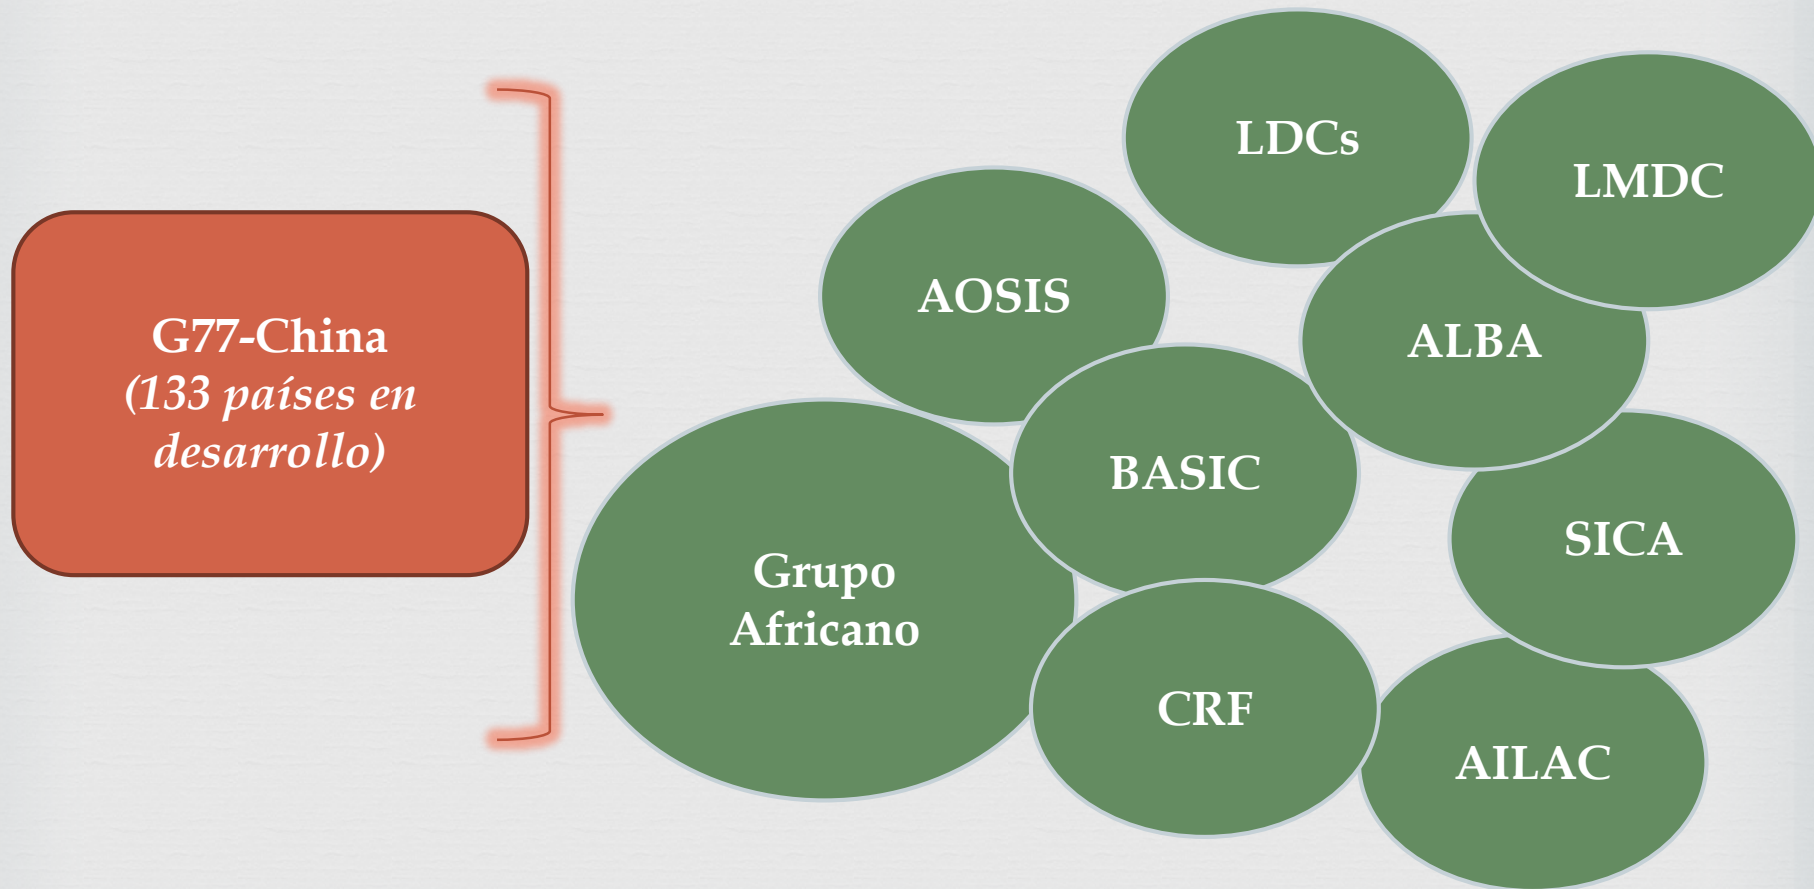 G77-China
(133 países en
desarrollo)
LDCs
LMDC
AOSIS
ALBA
BASIC
SICA
Grupo
Africano
CRF
AILAC